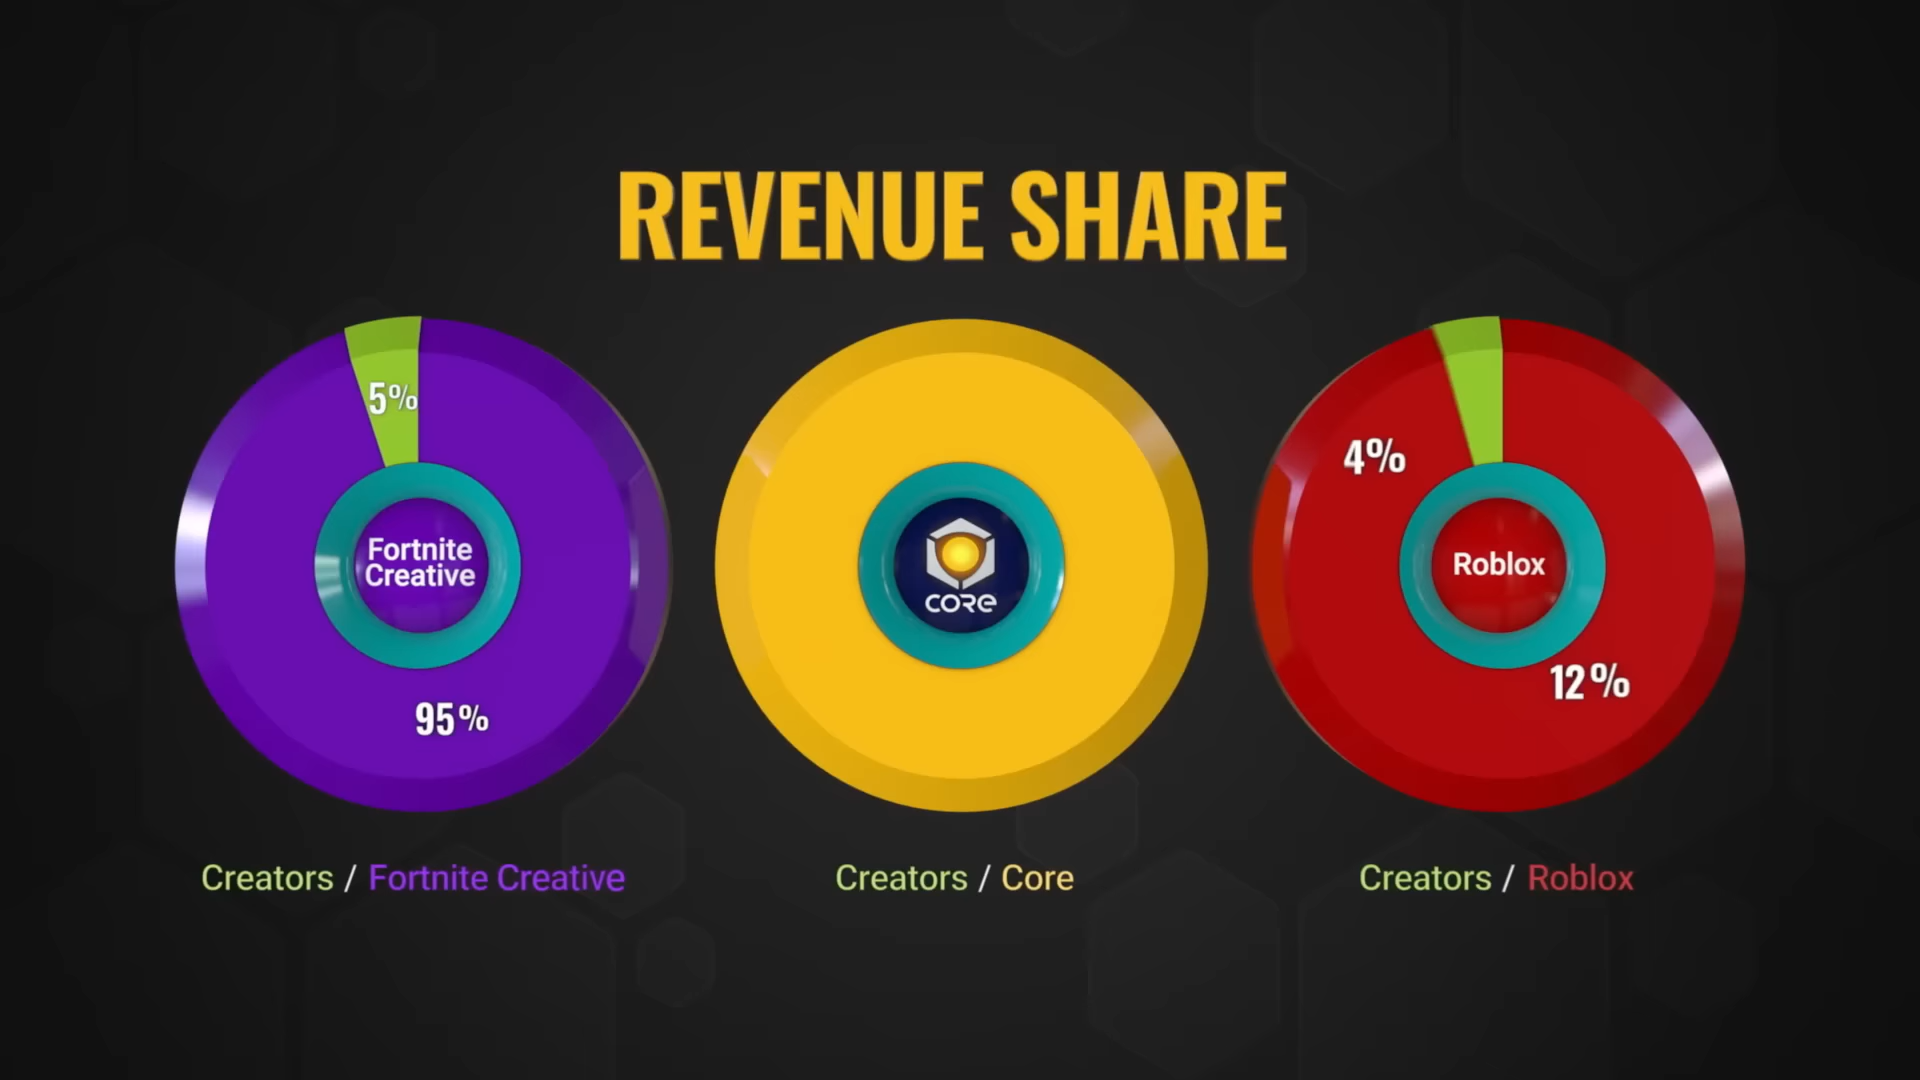 REVENUE SHARE
5%
Fortnite
Creative
95%
CORE
4%
Roblox
12%
Creators / Fortnite Creative
Creators / Core
Creators / Roblox